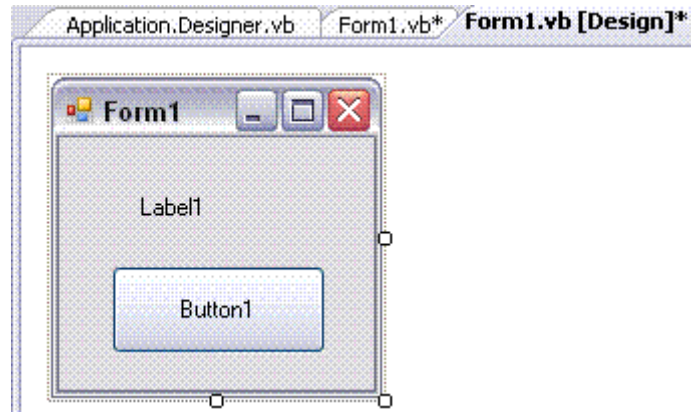 Application.Designer.vb Form1.vb* Form1.vb [Design]*
Form1
Label1
Button1